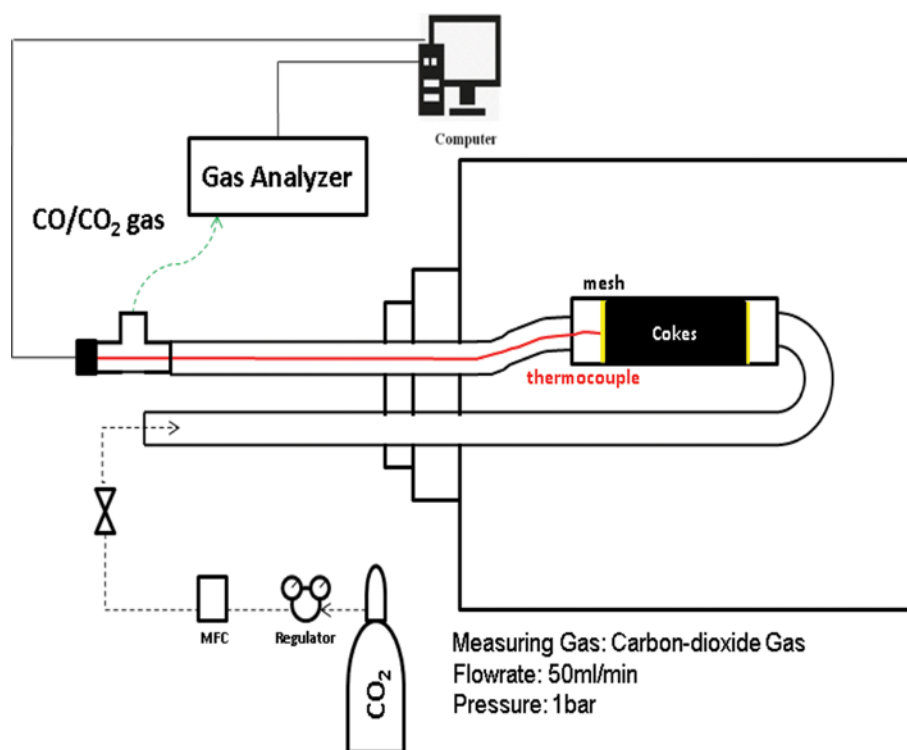 Computer
Gas Analyzer
CO/CO₂ gas
mesh
Cokes
thermocouple
MFC
Regulator
CO₂
Measuring Gas: Carbon-dioxide Gas
Flowrate: 50ml/min
Pressure: 1bar